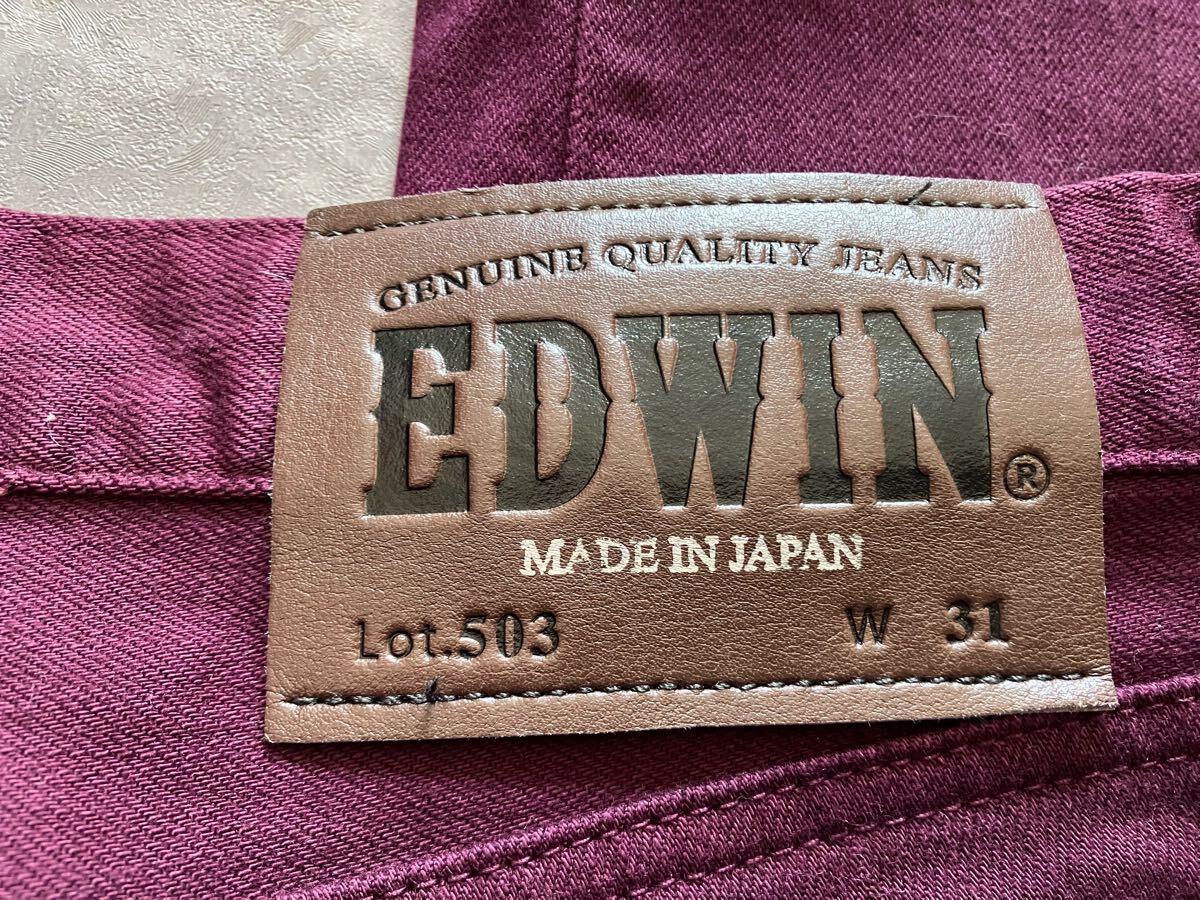 GENUINE QUALITY JEANS
EDWIN®
MADE IN JAPAN
Lot.503 W 31